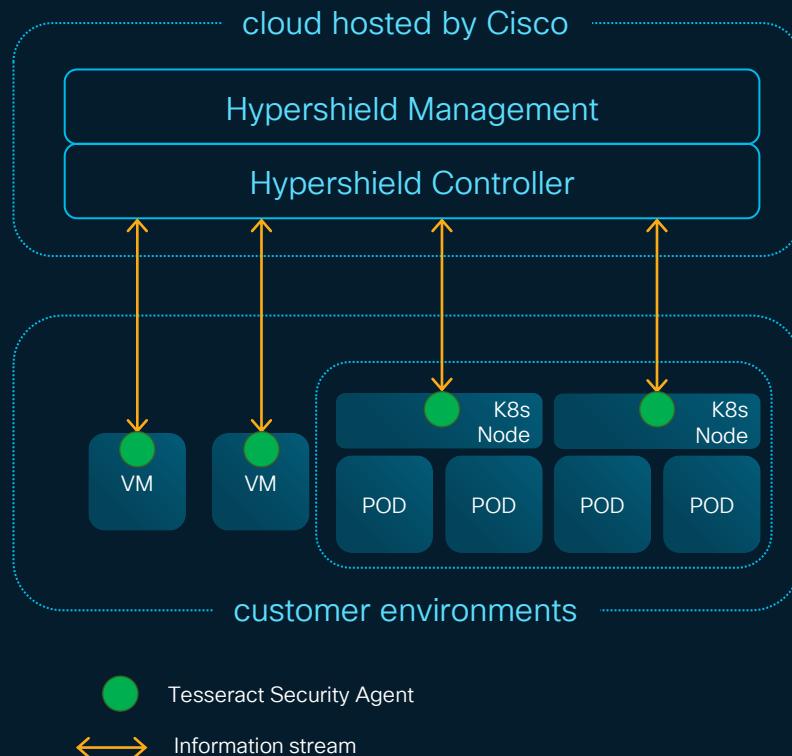 cloud hosted by Cisco
Hypershield Management
Hypershield Controller
K8s
Node
K8s
Node
VM
VM
POD
POD
POD
POD
customer environments
Tesseract Security Agent
Information stream